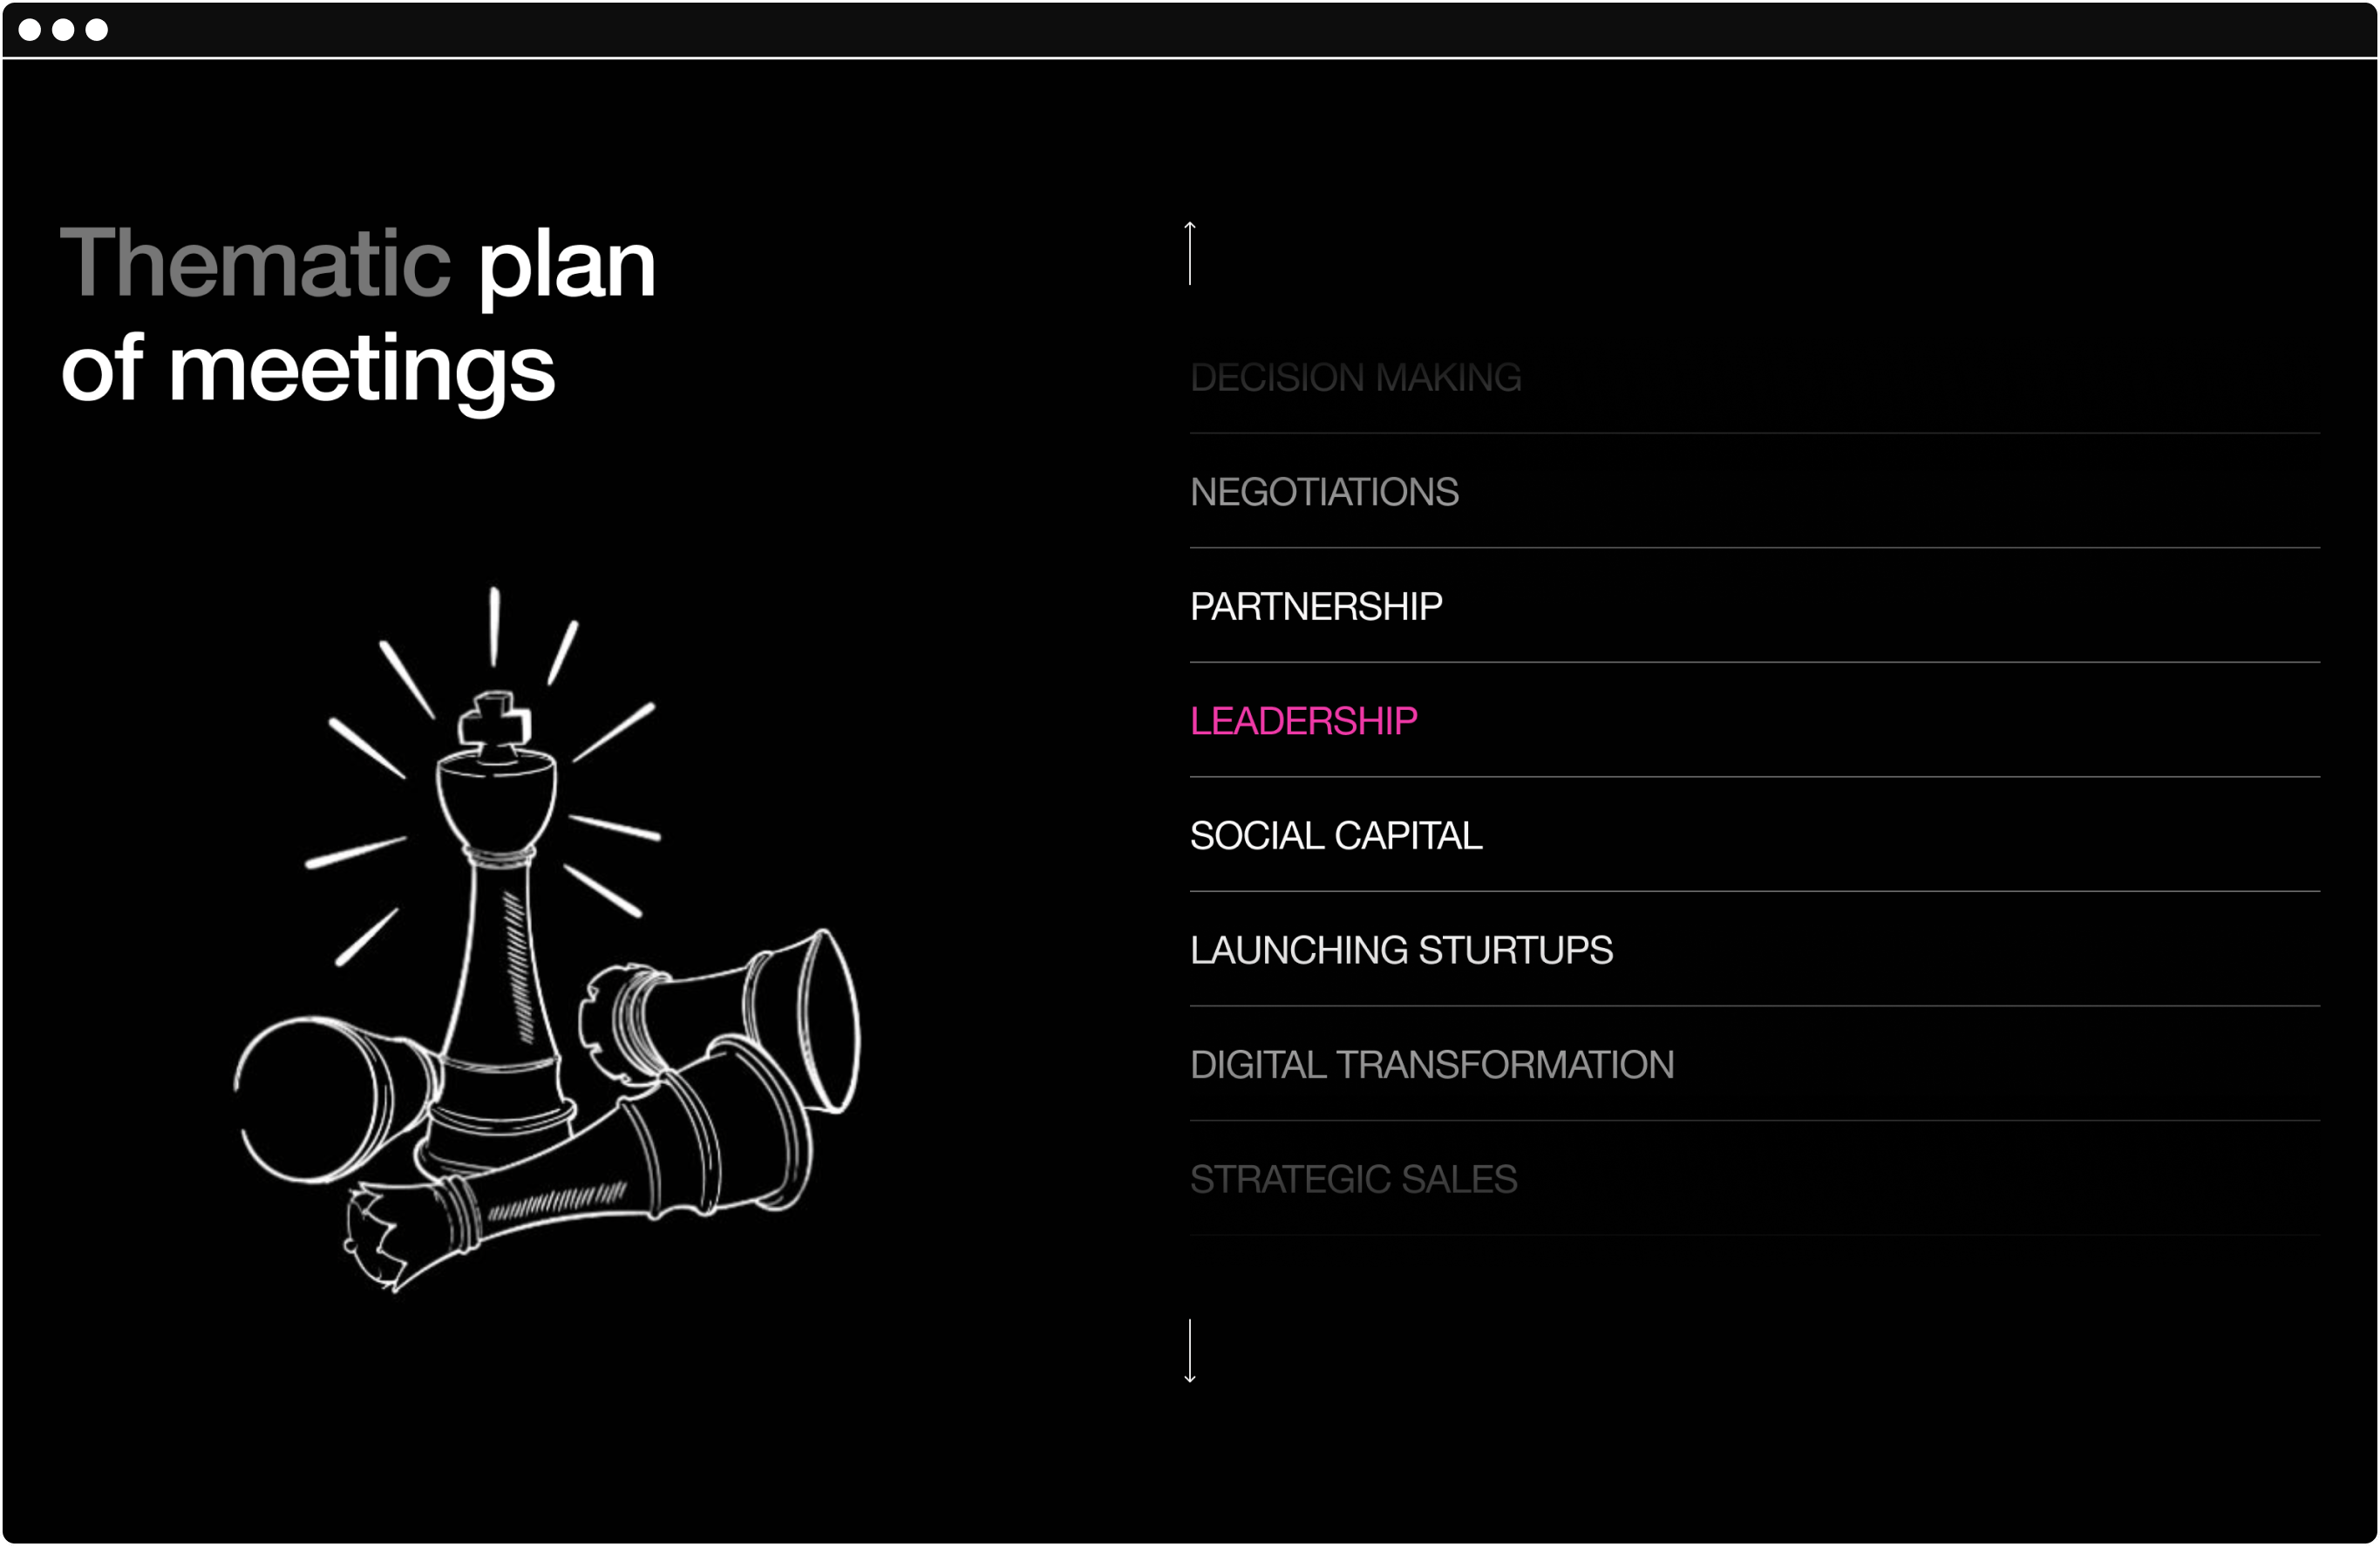 Thematic plan
of meetings
DECISION MAKING
NEGOTIATIONS
PARTNERSHIP
LEADERSHIP
SOCIAL CAPITAL
LAUNCHING STURTUPS
DIGITAL TRANSFORMATION
STRATEGIC SALES